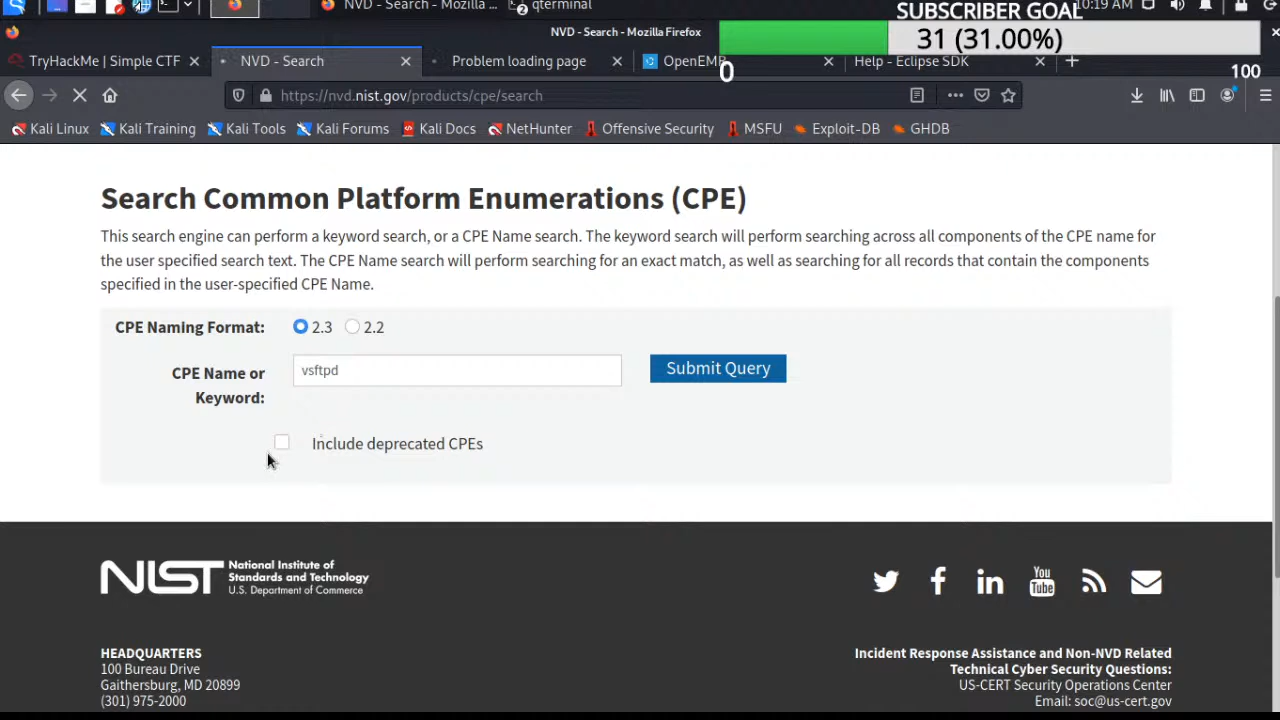 NVD - Search - Mozilla ...
qterminal
SUBSCRIBER GOAL
10:19 AM
NVD - Search - Mozilla Firefox
31 (31.00%)
0
100
TryHackMe | Simple CTF
NVD - Search
Problem loading page
OpenEMR
Help - Eclipse SDK
https://nvd.nist.gov/products/cpe/search
Kali Linux
Kali Training
Kali Tools
Kali Forums
Kali Docs
NetHunter
Offensive Security
MSFU
Exploit-DB
GHDB
Search Common Platform Enumerations (CPE)
This search engine can perform a keyword search, or a CPE Name search. The keyword search will perform searching across all components of the CPE name for
the user specified search text. The CPE Name search will perform searching for an exact match, as well as searching for all records that contain the components
specified in the user-specified CPE Name.
CPE Naming Format:
2.3
2.2
CPE Name or
Keyword:
vsftpd
Submit Query
Include deprecated CPEs
NIST
National Institute of
Standards and Technology
U.S. Department of Commerce
You
Tube
HEADQUARTERS
100 Bureau Drive
Gaithersburg, MD 20899
(301) 975-2000
Incident Response Assistance and Non-NVD Related
Technical Cyber Security Questions:
US-CERT Security Operations Center
Email: soc@us-cert.gov